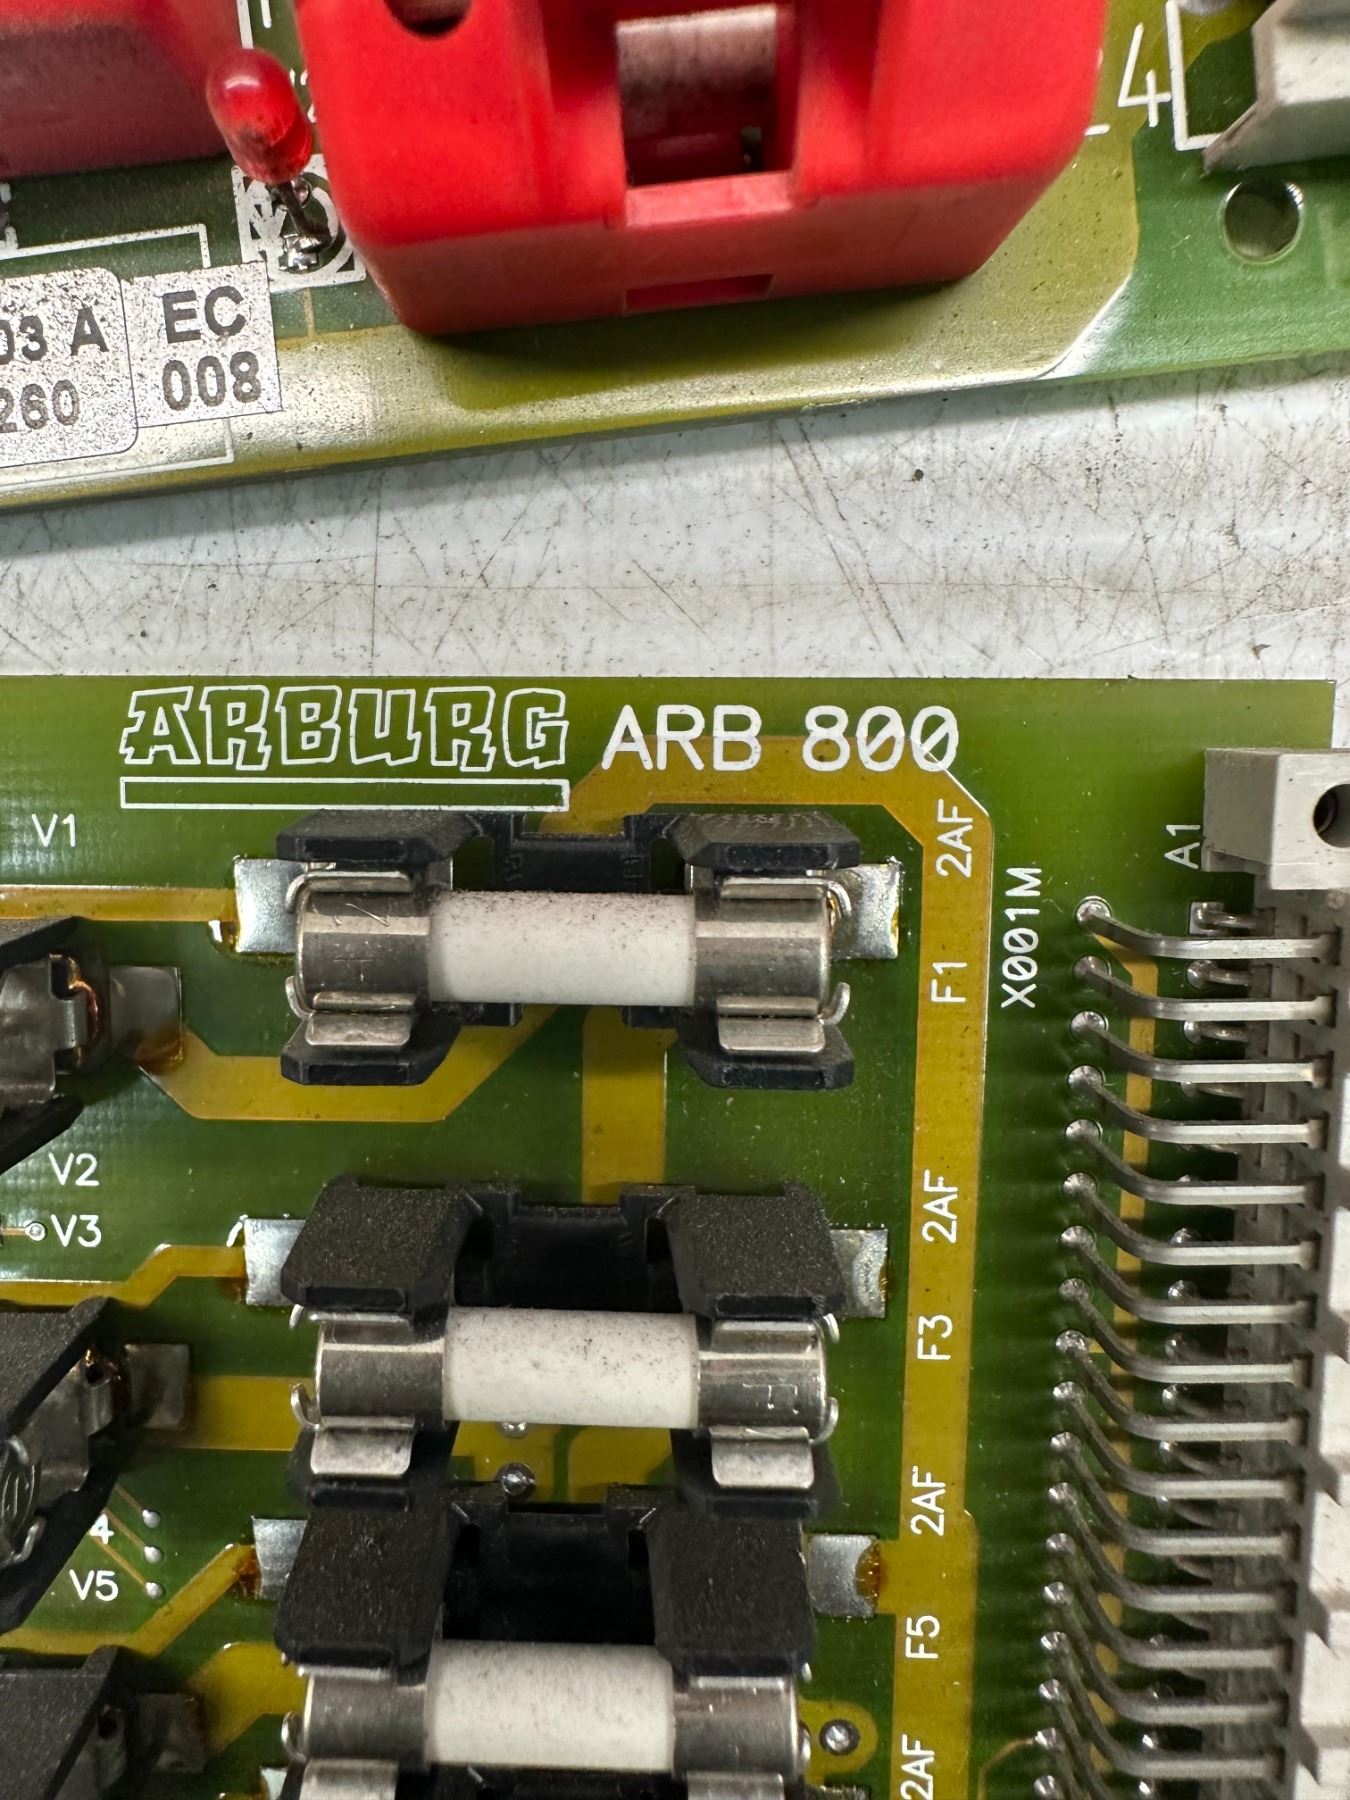 4
03 A
260
EC
008
ARBURG ARB 800
V1
2AF
F1
X001M
A1
V2
V3
2AF
F3
2AF
4
V5
F5
2AF